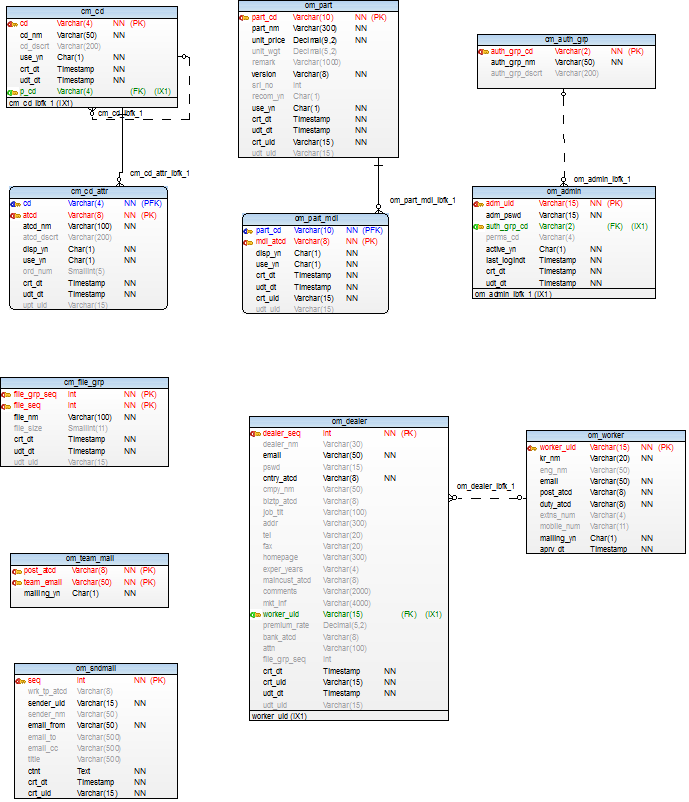 cm_cd
cd Varchar(4) NN (PK)
cd_nm Varchar(50) NN
cd_dscrt Varchar(200)
use_yn Char(1) NN
crt_dt Timestamp NN
udt_dt Timestamp NN
p_cd Varchar(4) (FK) (IX1)
cm_cd_ibfk_1 (IX1)
cm_cd_ibfk_1
cm_cd_attr_ibfk_1
cm_cd_attr
cd Varchar(4) NN (PFK)
atcd Varchar(8) NN (PK)
atcd_nm Varchar(100) NN
atcd_dscrt Varchar(200)
disp_yn Char(1) NN
use_yn Char(1) NN
ord_num Smallint(5)
crt_dt Timestamp NN
udt_dt Timestamp NN
upt_uid Varchar(15)
om_part
part_cd Varchar(10) NN (PK)
part_nm Varchar(300) NN
unit_price Decimal(9,2) NN
unit_wgt Decimal(5,2)
remark Varchar(1000)
version Varchar(8) NN
srl_no Int
recom_yn Char(1)
use_yn Char(1) NN
crt_dt Timestamp NN
udt_dt Timestamp NN
crt_uid Varchar(15) NN
udt_uid Varchar(15)
om_part_mdl_ibfk_1
om_part_mdl
part_cd Varchar(10) NN (PFK)
mdl_atcd Varchar(8) NN (PK)
disp_yn Char(1) NN
use_yn Char(1) NN
crt_dt Timestamp NN
udt_dt Timestamp NN
crt_uid Varchar(15) NN
udt_uid Varchar(15)
om_auth_grp
auth_grp_cd Varchar(2) NN (PK)
auth_grp_nm Varchar(50) NN
auth_grp_dscrt Varchar(200)
om_admin_ibfk_1
om_admin
adm_uid Varchar(15) NN (PK)
adm_pswd Varchar(15) NN
auth_grp_cd Varchar(2) (FK) (IX1)
perms_cd Varchar(4)
active_yn Char(1) NN
last_logindt Timestamp NN
crt_dt Timestamp NN
udt_dt Timestamp NN
om_admin_ibfk_1 (IX1)
cm_file_grp
file_grp_seq Int NN (PK)
file_seq Int NN (PK)
file_nm Varchar(100) NN
file_size Smallint(11)
crt_dt Timestamp NN
udt_dt Timestamp NN
udt_uid Varchar(15)
om_team_mail
post_atcd Varchar(8) NN (PK)
team_email Varchar(50) NN (PK)
mailing_yn Char(1) NN
om_sndmail
seq Int NN (PK)
wrk_tp_atcd Varchar(8)
sender_uid Varchar(15) NN
sender_nm Varchar(50)
email_from Varchar(50) NN
email_to Varchar(500)
email_cc Varchar(500)
title Varchar(500)
ctnt Text NN
crt_dt Timestamp NN
crt_uid Varchar(15) NN
om_dealer
dealer_seq Int NN (PK)
dealer_nm Varchar(30)
email Varchar(50) NN
pswd Varchar(15)
cntry_atcd Varchar(8) NN
cmpy_nm Varchar(50)
biztp_atcd Varchar(8)
job_tit Varchar(100)
addr Varchar(300)
tel Varchar(20)
fax Varchar(20)
homepage Varchar(300)
exper_years Varchar(4)
maincust_atcd Varchar(8)
comments Varchar(2000)
mkt_inf Varchar(4000)
worker_uid Varchar(15) (FK) (IX1)
premium_rate Decimal(5,2)
bank_atcd Varchar(8)
attn Varchar(100)
file_grp_seq Int
crt_dt Timestamp NN
crt_uid Varchar(15) NN
udt_dt Timestamp NN
udt_uid Varchar(15)
worker_uid (IX1)
om_dealer_ibfk_1
om_worker
worker_uid Varchar(15) NN (PK)
kr_nm Varchar(20) NN
eng_nm Varchar(50)
email Varchar(50) NN
post_atcd Varchar(8) NN
duty_atcd Varchar(8) NN
extns_num Varchar(4)
mobile_num Varchar(11)
mailing_yn Char(1) NN
aprv_dt Timestamp NN